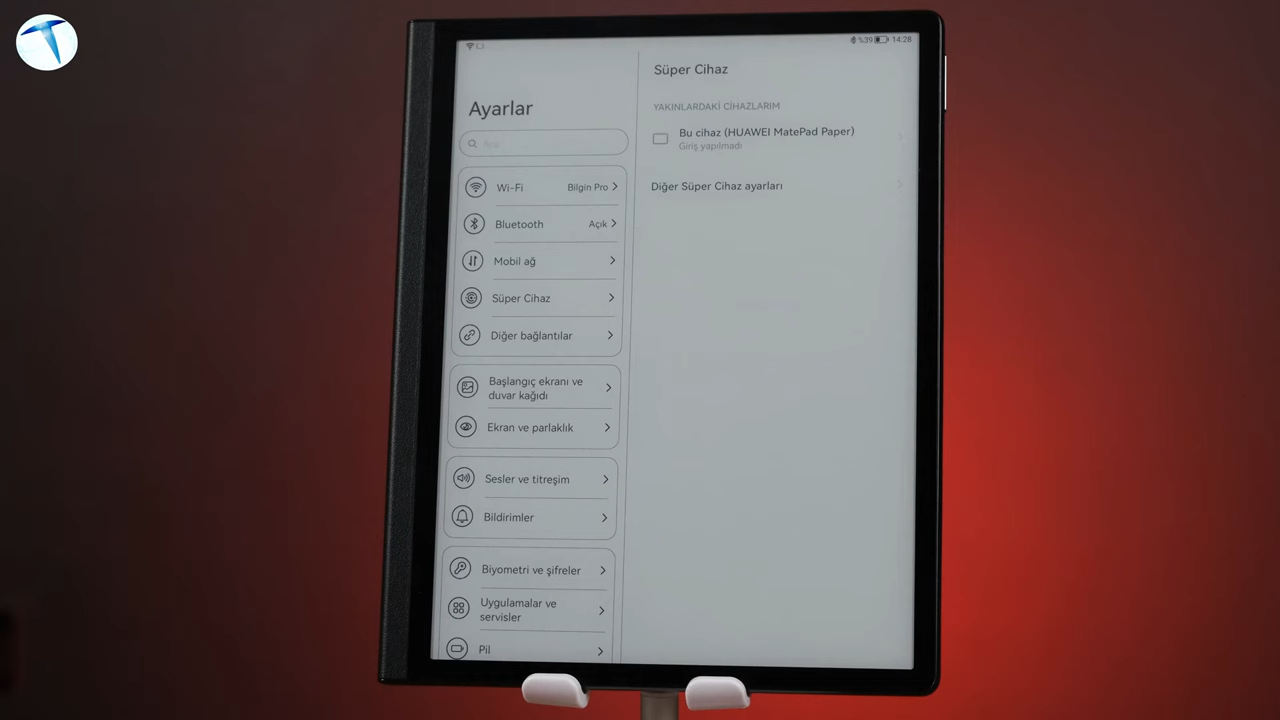 %39 14:28
Ayarlar
Ara
Wi-Fi Bilgin Pro
Bluetooth Açık
Mobil ağ
Süper Cihaz
Diğer bağlantılar
Başlangıç ekranı ve
duvar kağıdı
Ekran ve parlaklık
Sesler ve titreşim
Bildirimler
Biyometri ve şifreler
Uygulamalar ve
servisler
Pil
Süper Cihaz
YAKINLARDAKİ CİHAZLARIM
Bu cihaz (HUAWEI MatePad Paper)
Giriş yapılmadı
Diğer Süper Cihaz ayarları